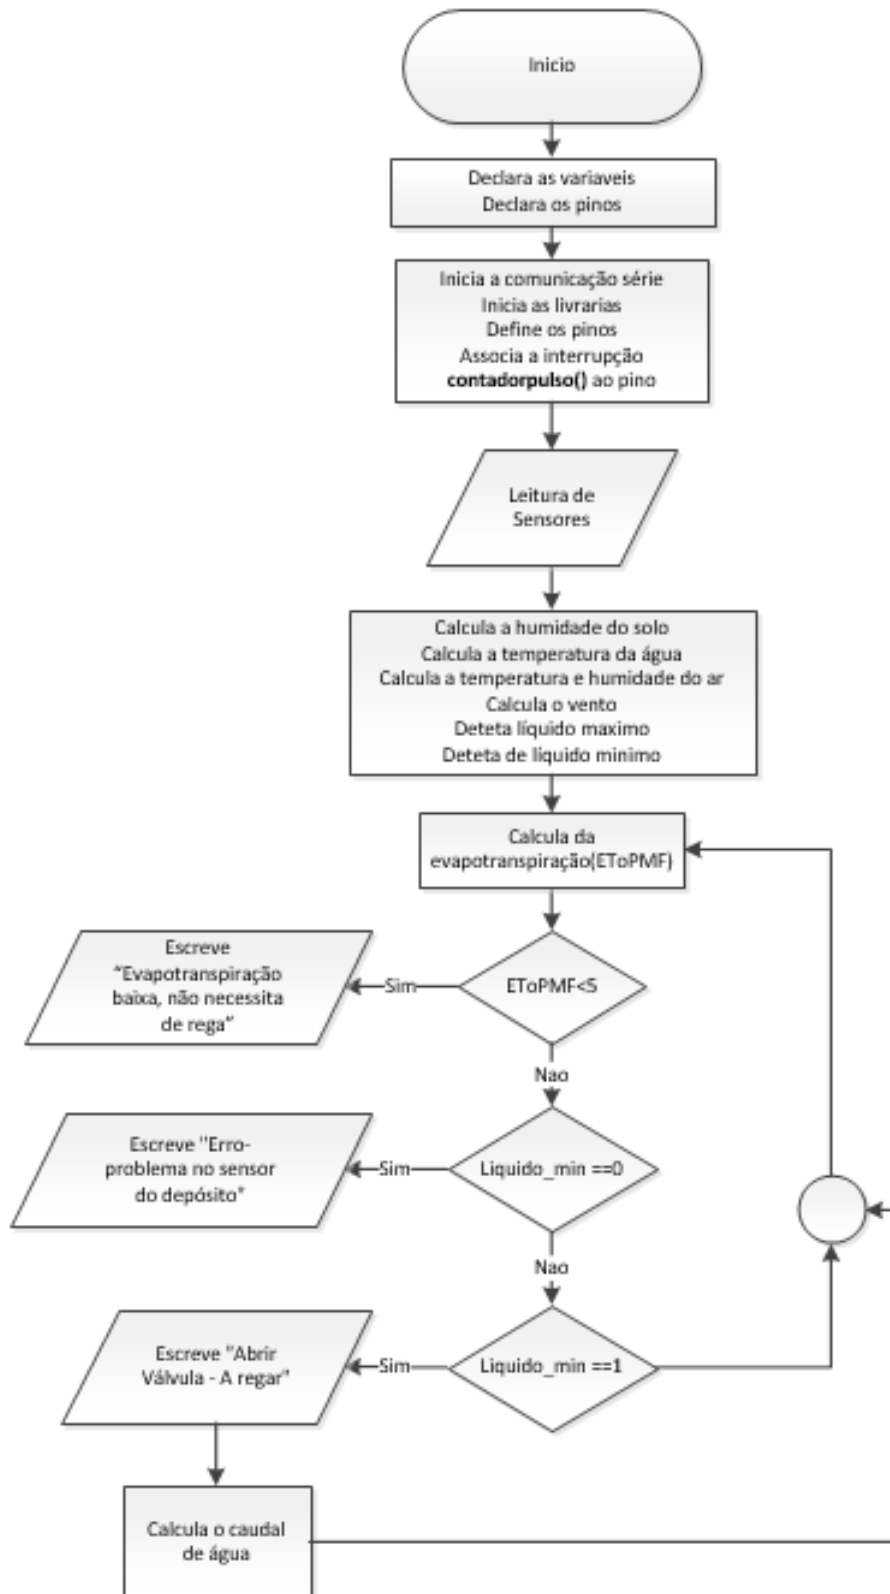 Inicio
Declara as variaveis
Declara os pinos
Inicia a comunicação série
Inicia as livrarias
Define os pinos
Associa a interrupção
contadorpulso() ao pino
Leitura de
Sensores
Calcula a humidade do solo
Calcula a temperatura da água
Calcula a temperatura e humidade do ar
Calcula o vento
Deteta líquido maximo
Deteta de líquido minimo
Calcula da
evapotranspiração(EToPMF)
EToPMF<5
Sim
Escreve
“Evapotranspiração
baixa, não necessita
de rega”
Nao
Liquido_min ==0
Sim
Escreve "Erro-
problema no sensor
do depósito"
Nao
Liquido_min ==1
Sim
Escreve "Abrir
Válvula - A regar"
Calcula o caudal
de água